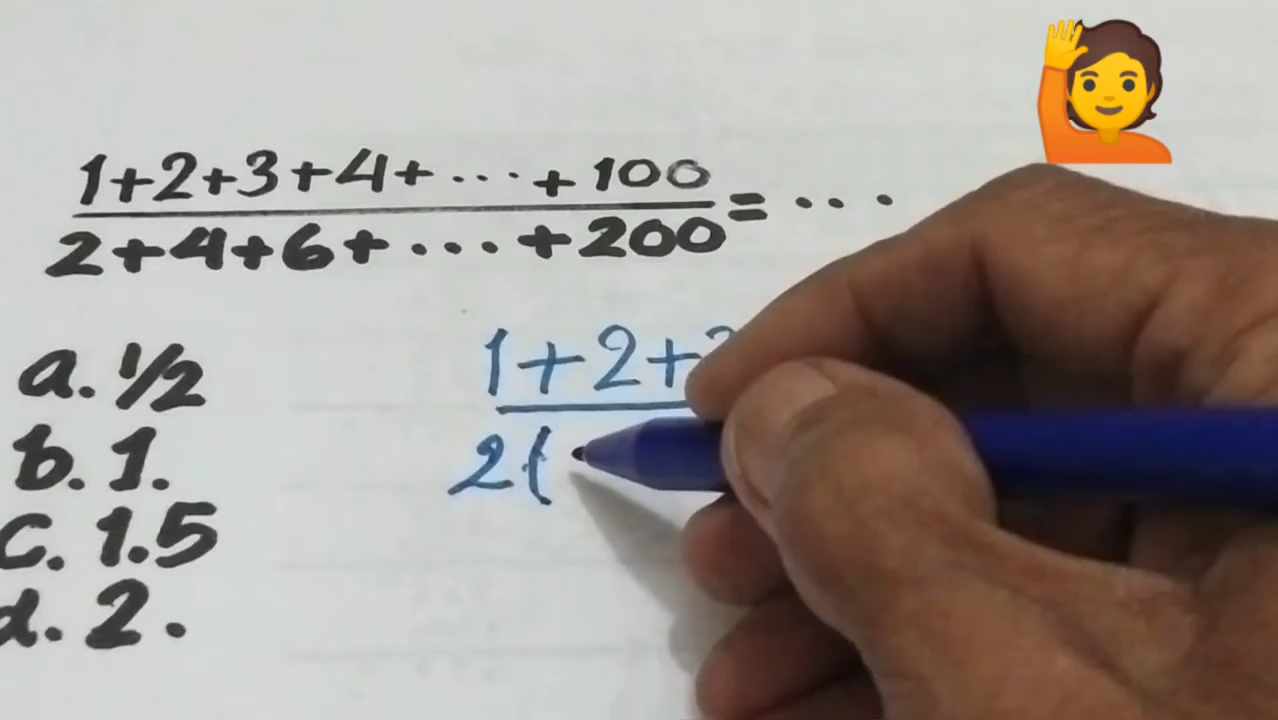 1+2+3+4+...+100
2+4+6+...+200
=...
a. 1/2
b. 1.
c. 1.5
d. 2.
1+2+
2(